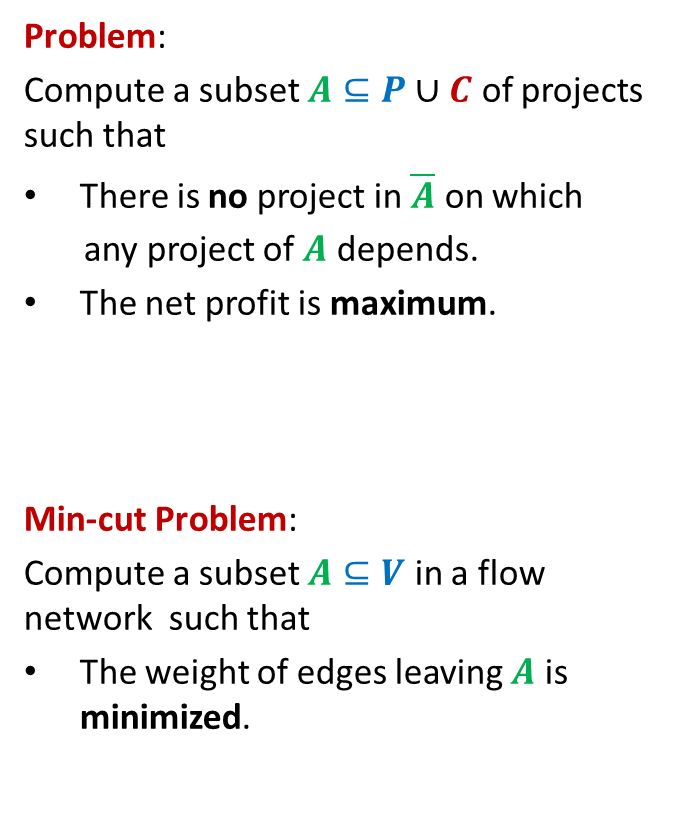 Problem:
Compute a subset A ⊆ P ∪ C of projects
such that
• There is no project in A̅ on which
any project of A depends.
• The net profit is maximum.
Min-cut Problem:
Compute a subset A ⊆ V in a flow
network such that
• The weight of edges leaving A is
minimized.